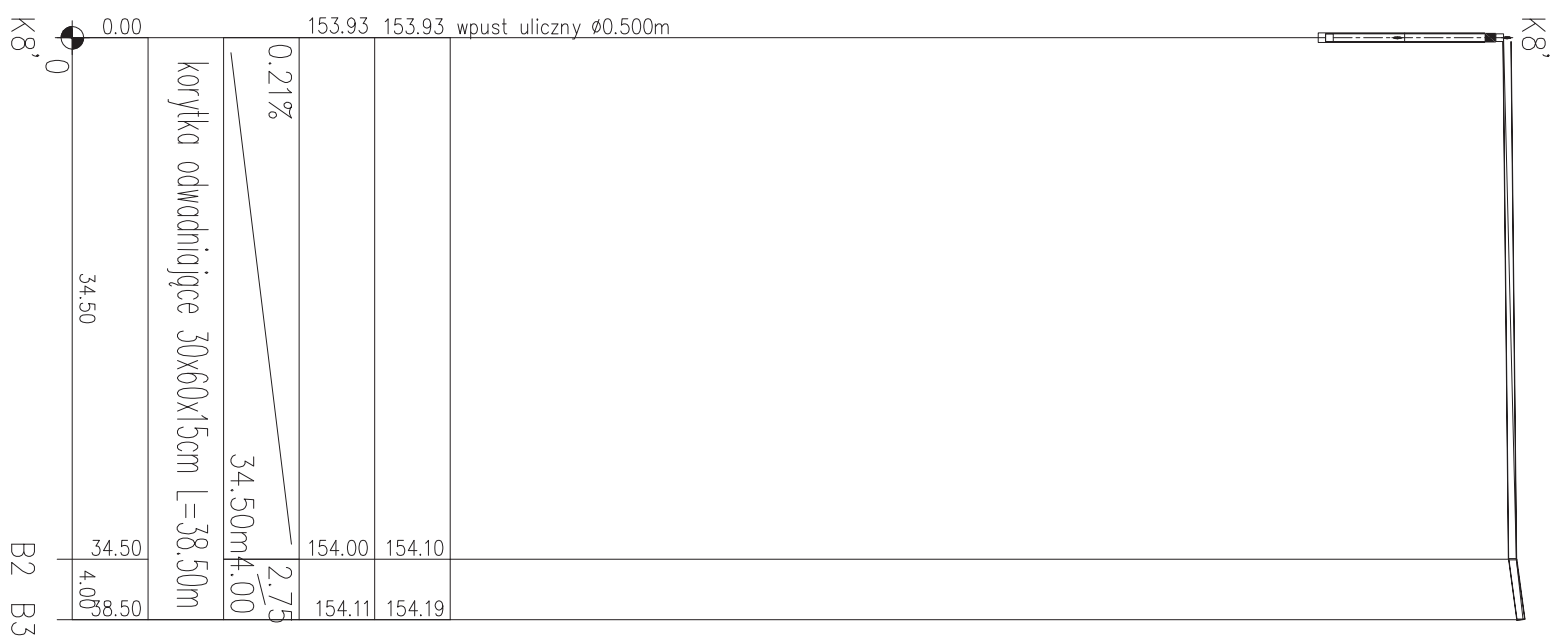 K8'
0
0.00
153.93
153.93
wpust uliczny ø0.500m
K8'
0.21%
korytka odwadniające 30x60x15cm L=38.50m
34.50
34.50m
4.00
2.75
B2
34.50
154.00
154.10
4.00
B3
38.50
154.11
154.19